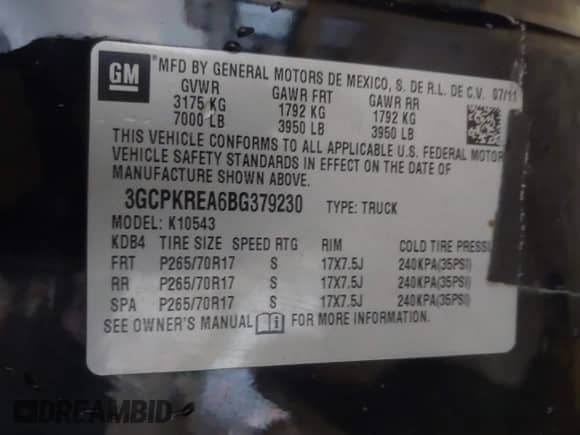 GM
®MFD BY GENERAL MOTORS DE MEXICO, S. DE R.L. DE C.V. 07/11
GVWR GAWR FRT GAWR RR
3175 KG 1792 KG 1792 KG
7000 LB 3950 LB 3950 LB
THIS VEHICLE CONFORMS TO ALL APPLICABLE U.S. FEDERAL MOTOR
VEHICLE SAFETY STANDARDS IN EFFECT ON THE DATE OF
MANUFACTURE SHOWN ABOVE.
3GCPKREA6BG379230 TYPE: TRUCK
MODEL: K10543
KDB4 TIRE SIZE SPEED RTG RIM COLD TIRE PRESSU
FRT P265/70R17 S 17X7.5J 240KPA(35PSI)
RR P265/70R17 S 17X7.5J 240KPA(35PSI)
SPA P265/70R17 S 17X7.5J 240KPA(35PSI)
SEE OWNER'S MANUAL FOR MORE INFORMATION.
DREAMBID